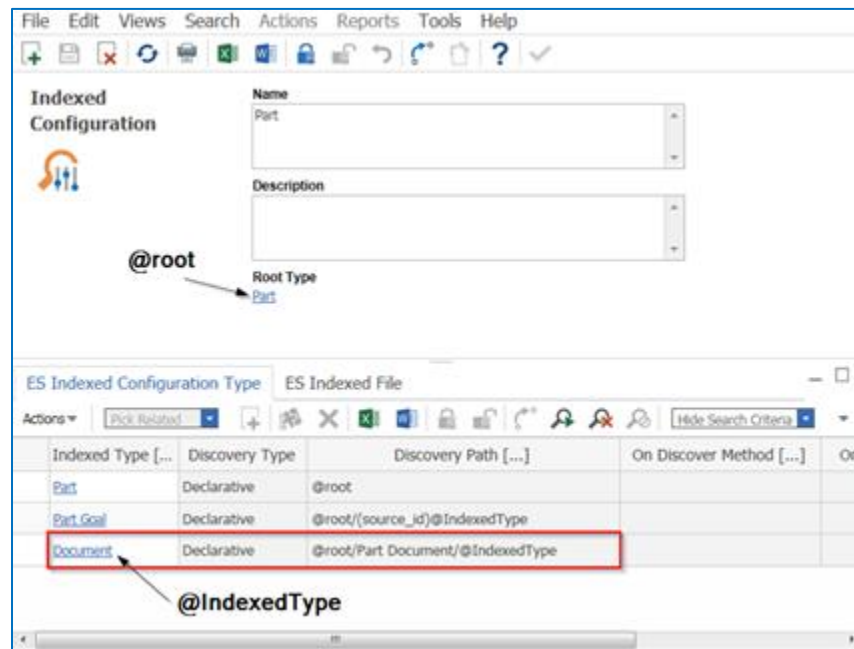 File Edit Views Search Actions Reports Tools Help
Indexed Configuration
Name
Part
Description
@root
Root Type
Part
ES Indexed Configuration Type ES Indexed File
Actions Pick Related Hide Search Criteria
Indexed Type [... Discovery Type Discovery Path [...] On Discover Method [...]
Part Declarative @root
Part Goal Declarative @root/(source_id)@IndexedType
Document Declarative @root/Part Document/@IndexedType
@IndexedType